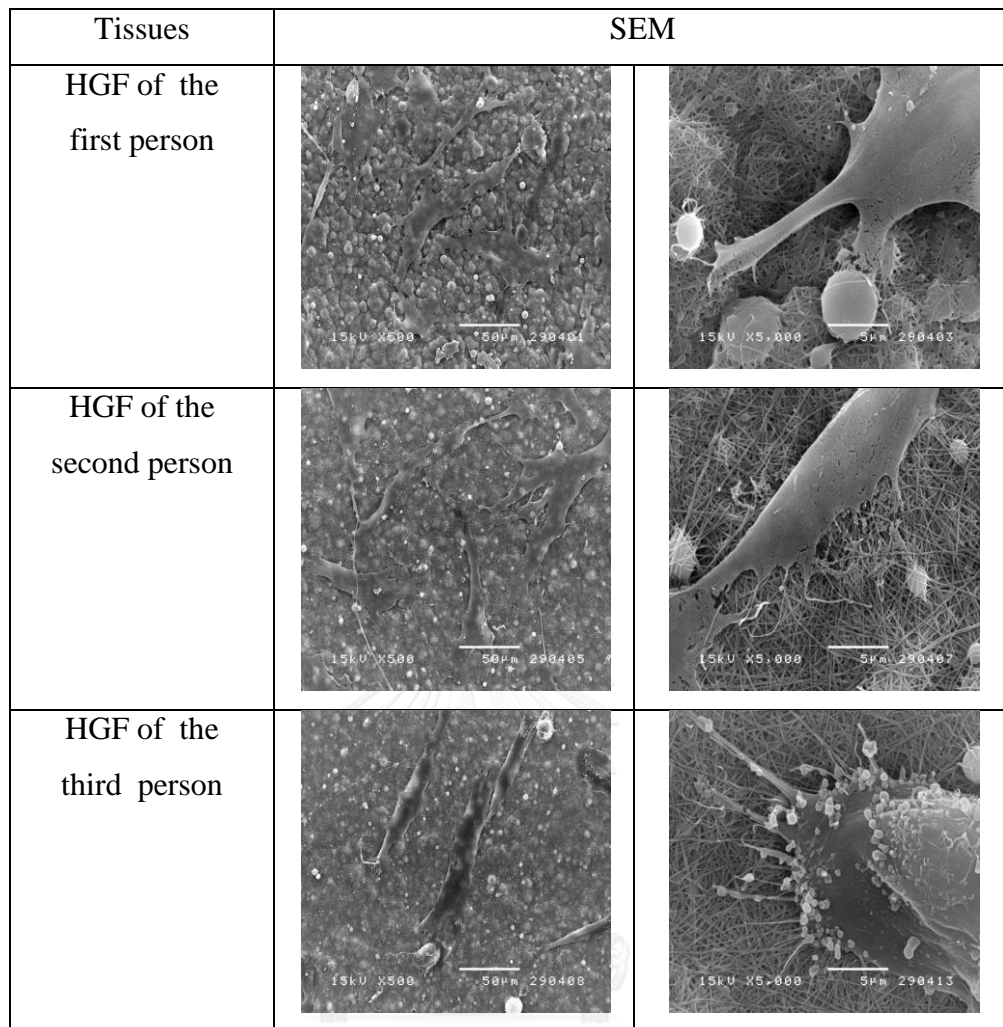 Tissues
SEM
HGF of the
first person
15kV X500 50µm 290401
15kV X5,000 5µm 290403
HGF of the
second person
15kV X500 50µm 290405
15kV X5,000 5µm 290407
HGF of the
third person
15kV X500 50µm 290408
15kV X5,000 5µm 290413